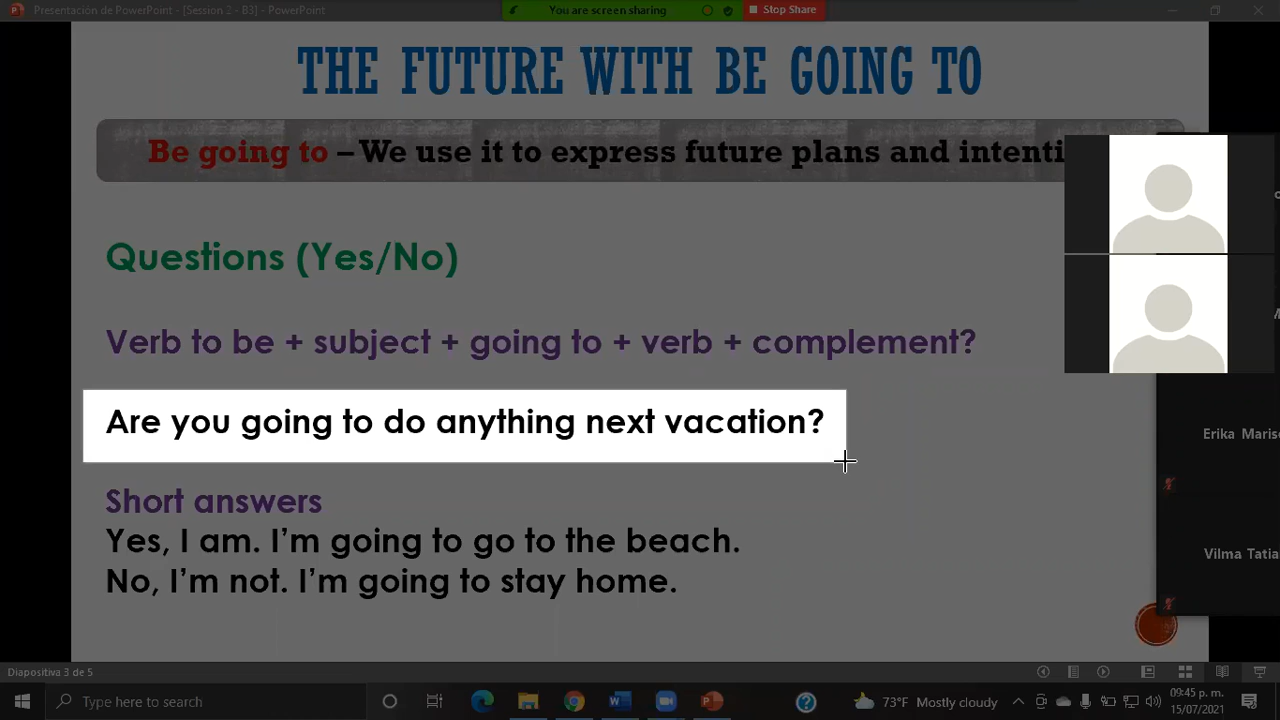 Presentación de PowerPoint - [Session 2 - B3] - PowerPoint
You are screen sharing
Stop Share
THE FUTURE WITH BE GOING TO
Be going to – We use it to express future plans and intenti
Questions (Yes/No)
Verb to be + subject + going to + verb + complement?
Are you going to do anything next vacation?
Erika Maris
Short answers
Yes, I am. I’m going to go to the beach.
Vilma Tatia
No, I’m not. I’m going to stay home.
Diapositiva 3 de 5
Type here to search
73°F Mostly cloudy
09:45 p. m.
15/07/2021